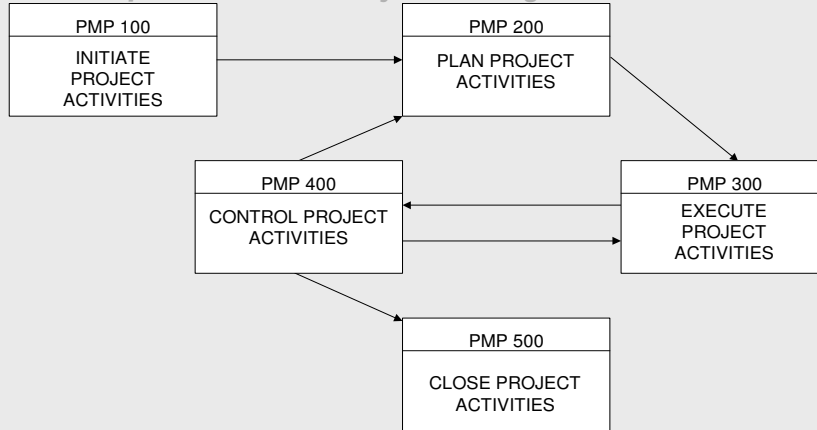 PMP 100
INITIATE
PROJECT
ACTIVITIES
PMP 200
PLAN PROJECT
ACTIVITIES
PMP 400
CONTROL PROJECT
ACTIVITIES
PMP 300
EXECUTE
PROJECT
ACTIVITIES
PMP 500
CLOSE PROJECT
ACTIVITIES